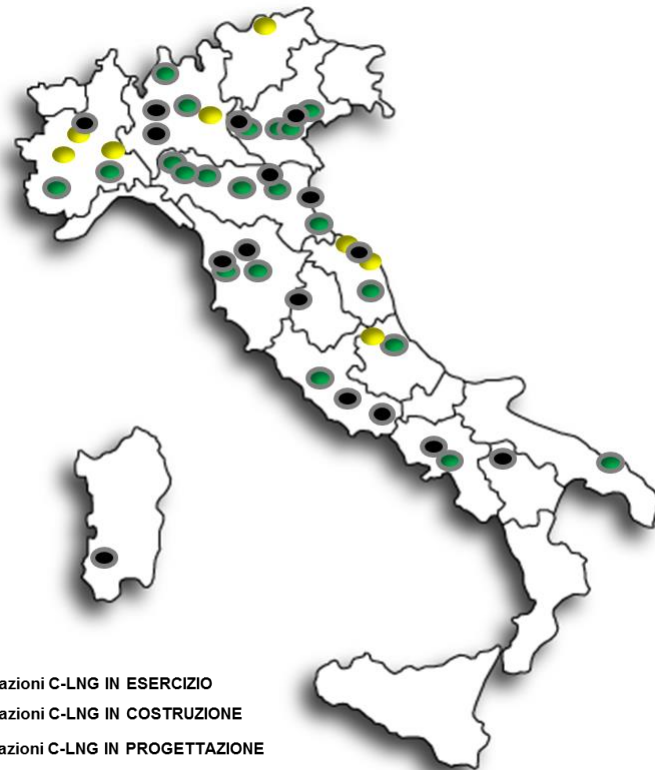 azioni C-LNG IN ESERCIZIO
azioni C-LNG IN COSTRUZIONE
azioni C-LNG IN PROGETTAZIONE